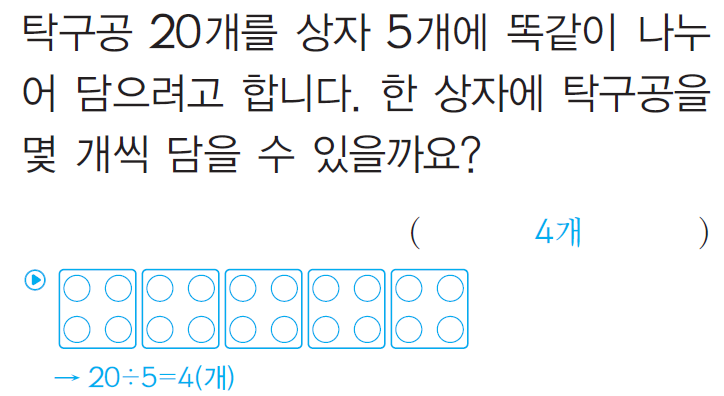 탁구공 20개를 상자 5개에 똑같이 나누
어 담으려고 합니다. 한 상자에 탁구공을
몇 개씩 담을 수 있을까요?
( 4개 )
→ 20÷5=4(개)